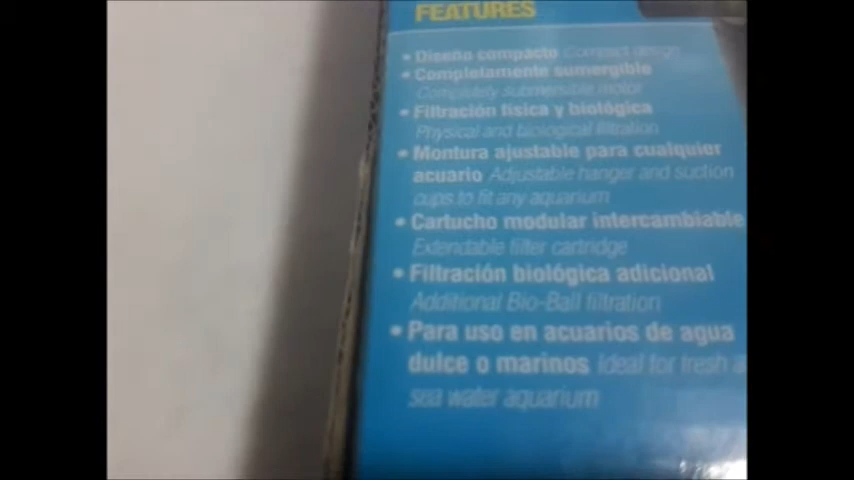 FEATURES
• Diseño compacto Compact design
• Completamente sumergible
Completely submersible motor
• Filtración física y biológica
Physical and biological filtration
• Montura ajustable para cualquier
acuario Adjustable hanger and suction
cups to fit any aquarium
• Cartucho modular intercambiable
Extendable filter cartridge
• Filtración biológica adicional
Additional Bio-Ball filtration
• Para uso en acuarios de agua
dulce o marinos Ideal for fresh
sea water aquarium